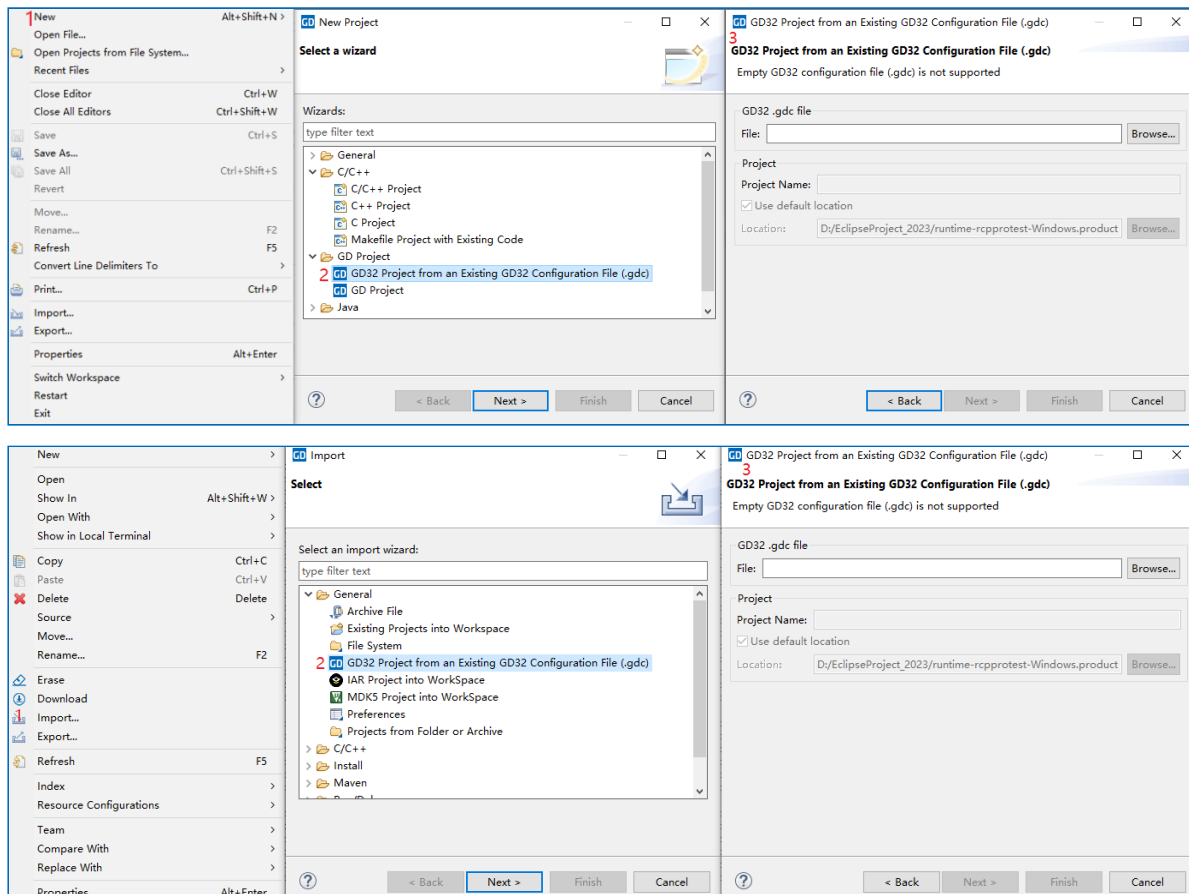 1New Alt+Shift+N >
Open File...
Open Projects from File System...
Recent Files >
Close Editor Ctrl+W
Close All Editors Ctrl+Shift+W
Save Ctrl+S
Save As...
Save All Ctrl+Shift+S
Revert
Move...
Rename... F2
Refresh F5
Convert Line Delimiters To >
Print... Ctrl+P
Import...
Export...
Properties Alt+Enter
Switch Workspace >
Restart
Exit
GD New Project
Select a wizard
Wizards:
type filter text
General
C/C++
C/C++ Project
C++ Project
C Project
Makefile Project with Existing Code
GD Project
2 GD GD32 Project from an Existing GD32 Configuration File (.gdc)
GD GD Project
Java
< Back Next > Finish Cancel
GD GD32 Project from an Existing GD32 Configuration File (.gdc)
3
GD32 Project from an Existing GD32 Configuration File (.gdc)
Empty GD32 configuration file (.gdc) is not supported
GD32 .gdc file
File: Browse...
Project
Project Name:
Use default location
Location: D:/EclipseProject_2023/runtime-rcpprotest-Windows.product Browse...
< Back Next > Finish Cancel
New >
Open
Show In Alt+Shift+W >
Open With >
Show in Local Terminal >
Copy Ctrl+C
Paste Ctrl+V
Delete Delete
Source >
Move...
Rename... F2
Erase
Download
1 Import...
Export...
Refresh F5
Index >
Resource Configurations >
Team >
Compare With >
Replace With >
Properties Alt+Enter
GD Import
Select
Select an import wizard:
type filter text
General
Archive File
Existing Projects into Workspace
File System
2 GD GD32 Project from an Existing GD32 Configuration File (.gdc)
IAR Project into WorkSpace
MDK5 Project into WorkSpace
Preferences
Projects from Folder or Archive
C/C++
Install
Maven
< Back Next > Finish Cancel
GD GD32 Project from an Existing GD32 Configuration File (.gdc)
3
GD32 Project from an Existing GD32 Configuration File (.gdc)
Empty GD32 configuration file (.gdc) is not supported
GD32 .gdc file
File: Browse...
Project
Project Name:
Use default location
Location: D:/EclipseProject_2023/runtime-rcpprotest-Windows.product Browse...
< Back Next > Finish Cancel